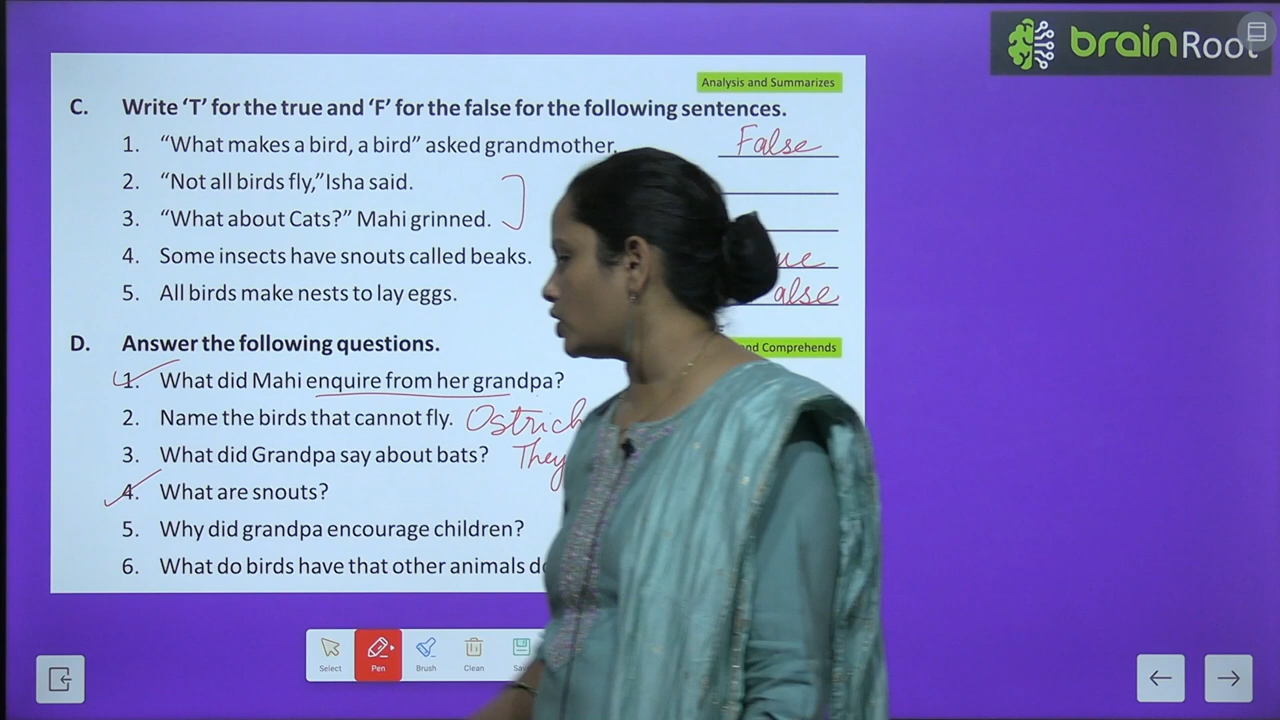 brainRoot
Analysis and Summarizes
C. Write ‘T’ for the true and ‘F’ for the false for the following sentences.
1. “What makes a bird, a bird” asked grandmother. False
2. “Not all birds fly,”Isha said.
3. “What about Cats?” Mahi grinned.
4. Some insects have snouts called beaks. ue
5. All birds make nests to lay eggs. alse
D. Answer the following questions.
nd Comprehends
1. What did Mahi enquire from her grandpa?
2. Name the birds that cannot fly. Ostrich
3. What did Grandpa say about bats? They
4. What are snouts?
5. Why did grandpa encourage children?
6. What do birds have that other animals
Select Pen Brush Clean